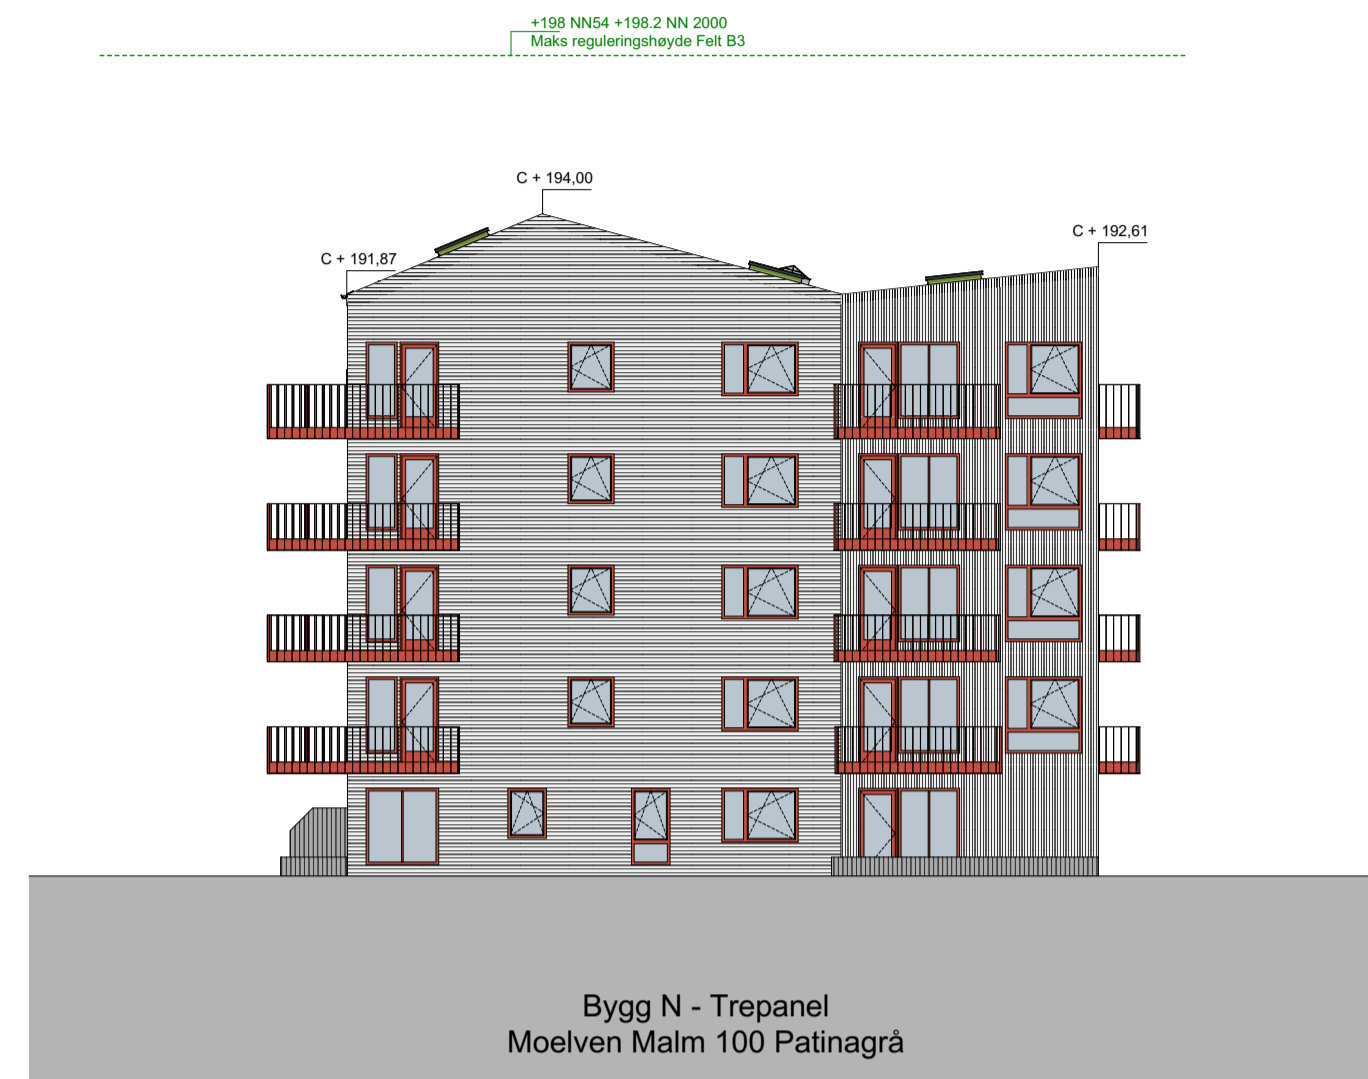 +198 NN54 +198.2 NN 2000
Maks reguleringshøyde Felt B3
C + 194,00
C + 192,61
C + 191,87
Bygg N - Trepanel
Moelven Malm 100 Patinagrå